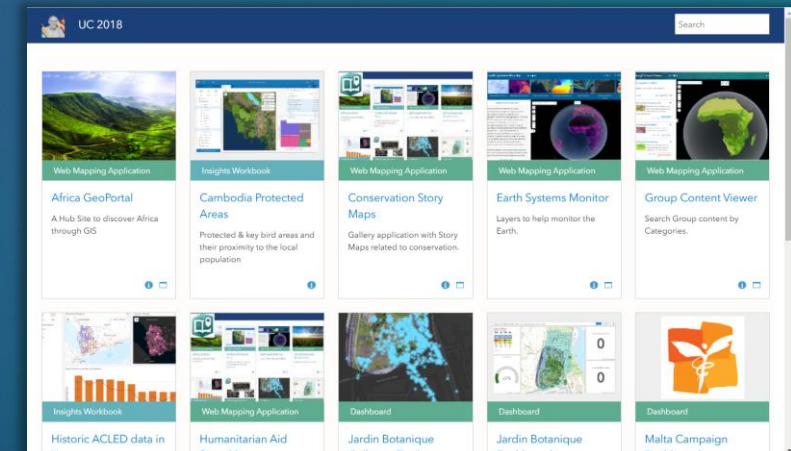 UC 2018
Search
Web Mapping Application
Insights Workbook
Web Mapping Application
Web Mapping Application
Web Mapping Application
Africa GeoPortal
A Hub Site to discover Africa
through GIS
Cambodia Protected
Areas
Protected & key bird areas and
their proximity to the local
population
Conservation Story
Maps
Gallery application with Story
Maps related to conservation.
Earth Systems Monitor
Layers to help monitor the
Earth.
Group Content Viewer
Search Group content by
Categories.
Insights Workbook
Web Mapping Application
Dashboard
Dashboard
Dashboard
0
0
Historic ACLED data in
Humanitarian Aid
Jardin Botanique
Jardin Botanique
Malta Campaign